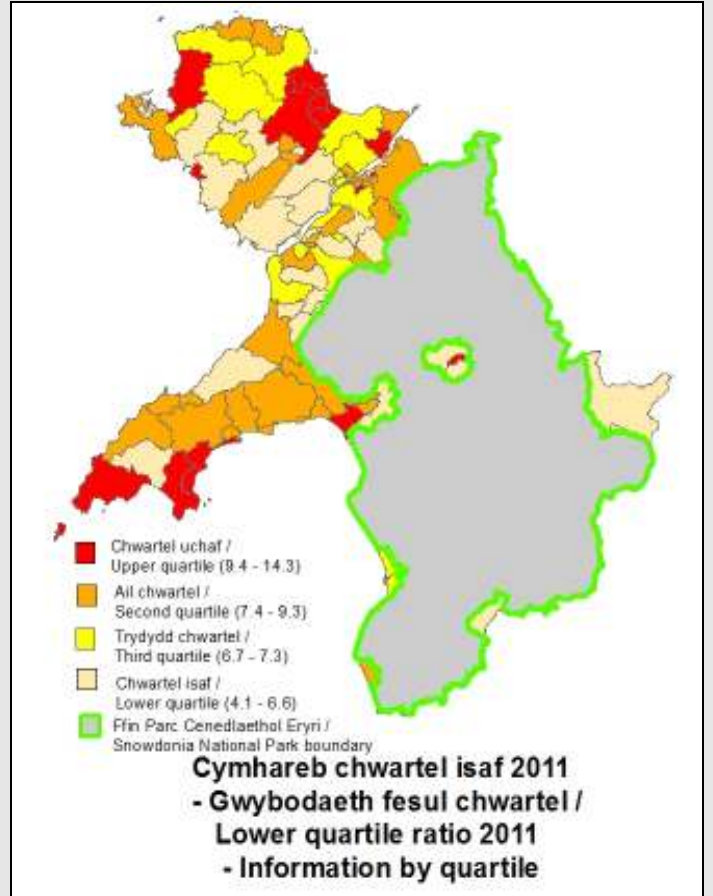 Chwartel uchaf /
Upper quartile (9.4 - 14.3)
Ail chwartel /
Second quartile (7.4 - 9.3)
Trydydd chwartel /
Third quartile (6.7 - 7.3)
Chwartel isaf /
Lower quartile (4.1 - 6.6)
Ffin Parc Cenedlaethol Eryri /
Snowdonia National Park boundary
Cymhareb chwartel isaf 2011
- Gwybodaeth fesul chwartel /
Lower quartile ratio 2011
- Information by quartile